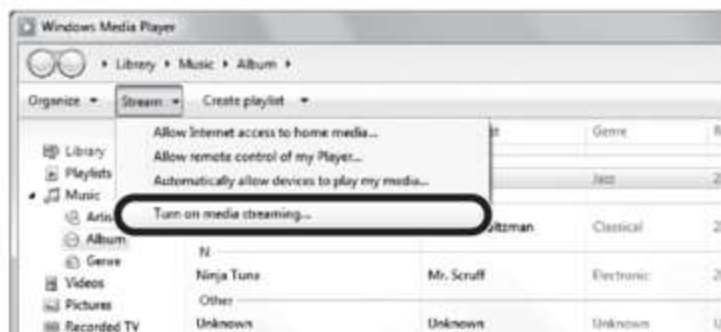 Windows Media Player
Library Music Album
Organize Stream Create playlist
Allow Internet access to home media...
Allow remote control of my Player...
Automatically allow devices to play my media...
Turn on media streaming...
Genre
Library
Playlists
Music
Jazz
Album
Classical
Genre
N
Videos
Ninja Tuna Mr. Scruff Electronic
Pictures
Other
Recorded TV
Unknown Unknown Unknown